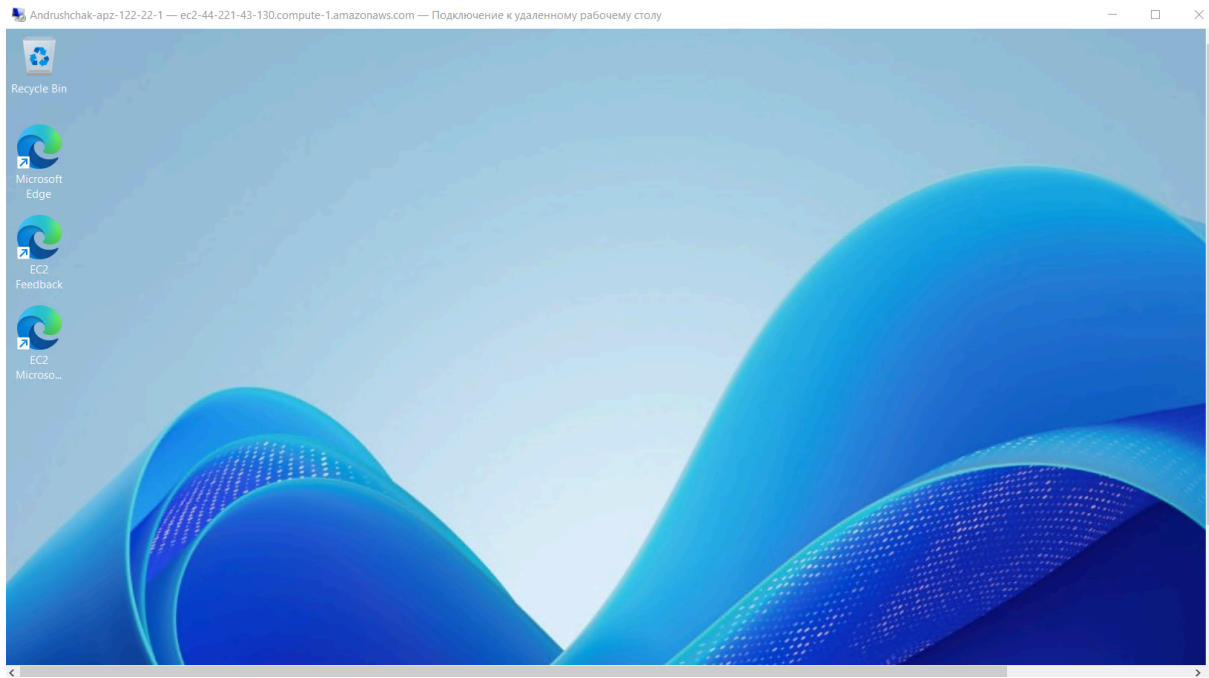 Andrushchak-apz-122-22-1 — ec2-44-221-43-130.compute-1.amazonaws.com — Подключение к удаленному рабочему столу
Recycle Bin
Microsoft
Edge
EC2
Feedback
EC2
Microso...